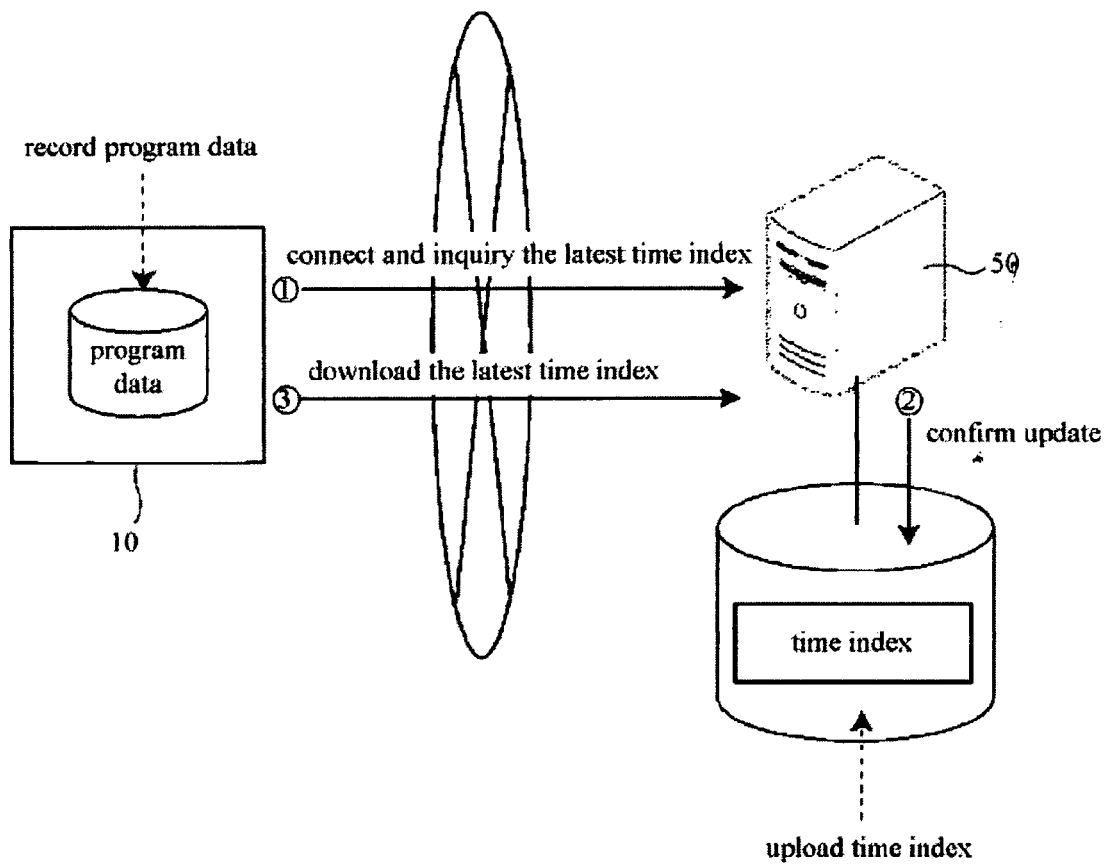 record program data
connect and inquiry the latest time index
①
50
program
data
download the latest time index
③
②
confirm update
10
time index
upload time index